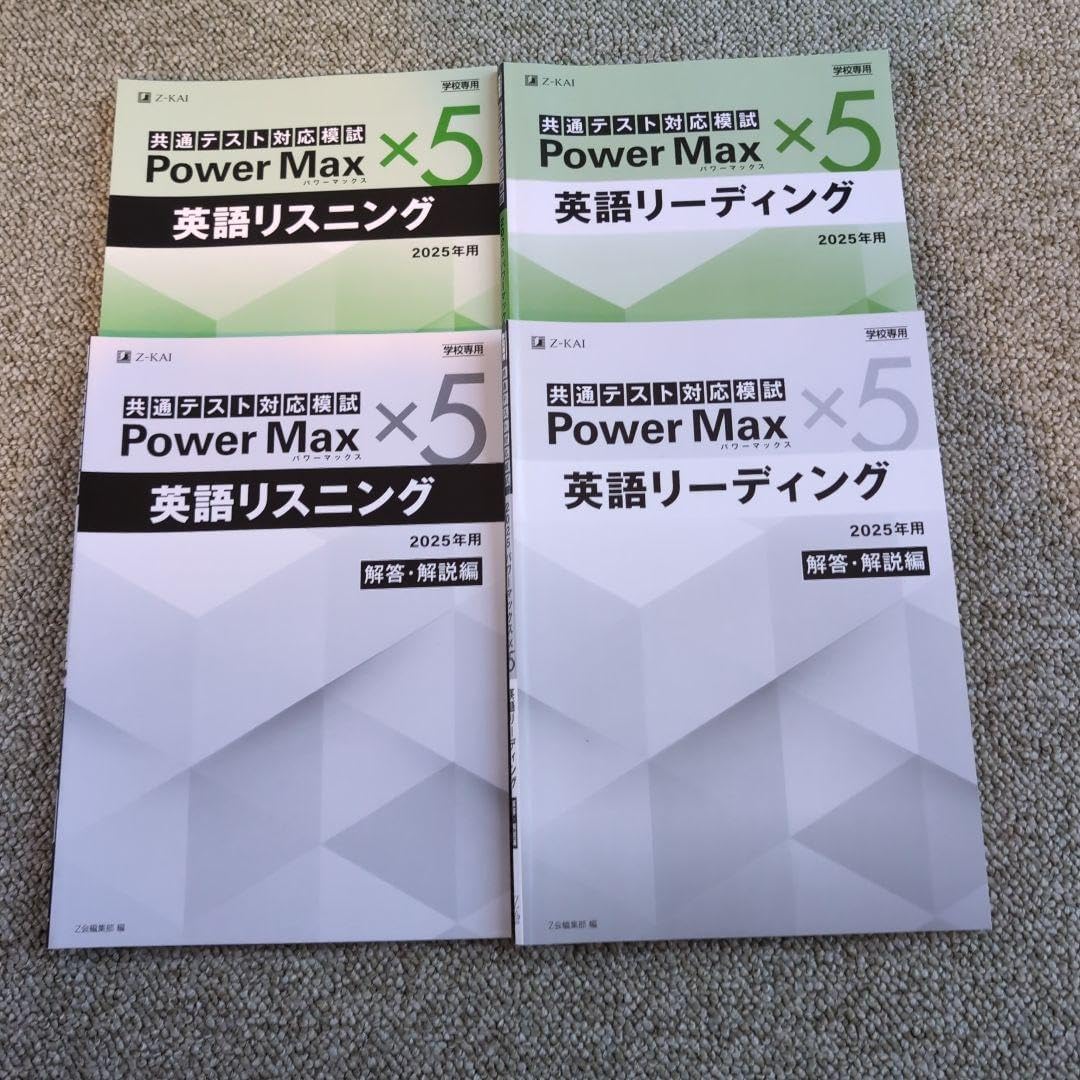 Z-KAI
学校専用
共通テスト対応模試
Power Max ×5
パワーマックス
英語リスニング
2025年用
Z-KAI
学校専用
共通テスト対応模試
Power Max ×5
パワーマックス
英語リーディング
2025年用
Z-KAI
学校専用
共通テスト対応模試
Power Max ×5
パワーマックス
英語リスニング
2025年用
解答・解説編
Z会編集部 編
Z-KAI
学校専用
共通テスト対応模試
Power Max ×5
パワーマックス
英語リーディング
2025年用
解答・解説編
Z会編集部 編
英語リーディング